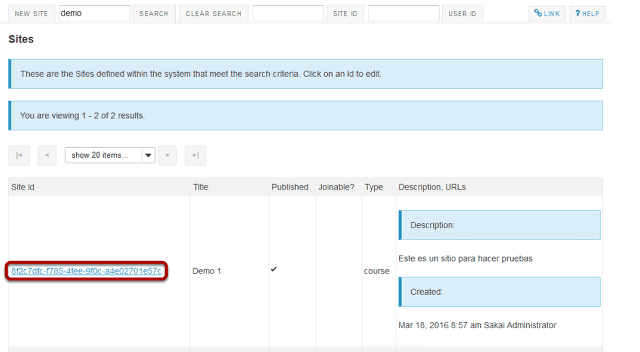 NEW SITE demo SEARCH CLEAR SEARCH SITE ID USER ID LINK ? HELP
Sites
These are the Sites defined within the system that meet the search criteria. Click on an Id to edit.
You are viewing 1 - 2 of 2 results.
|< < show 20 items... > >|
Site Id Title Published Joinable? Type Description, URLs
Description:
Este es un sitio para hacer pruebas
8f2c7dfc-f785-4fee-9f0c-a4e02701e57c Demo 1 ✓ course
Created:
Mar 18, 2016 8:57 am Sakai Administrator